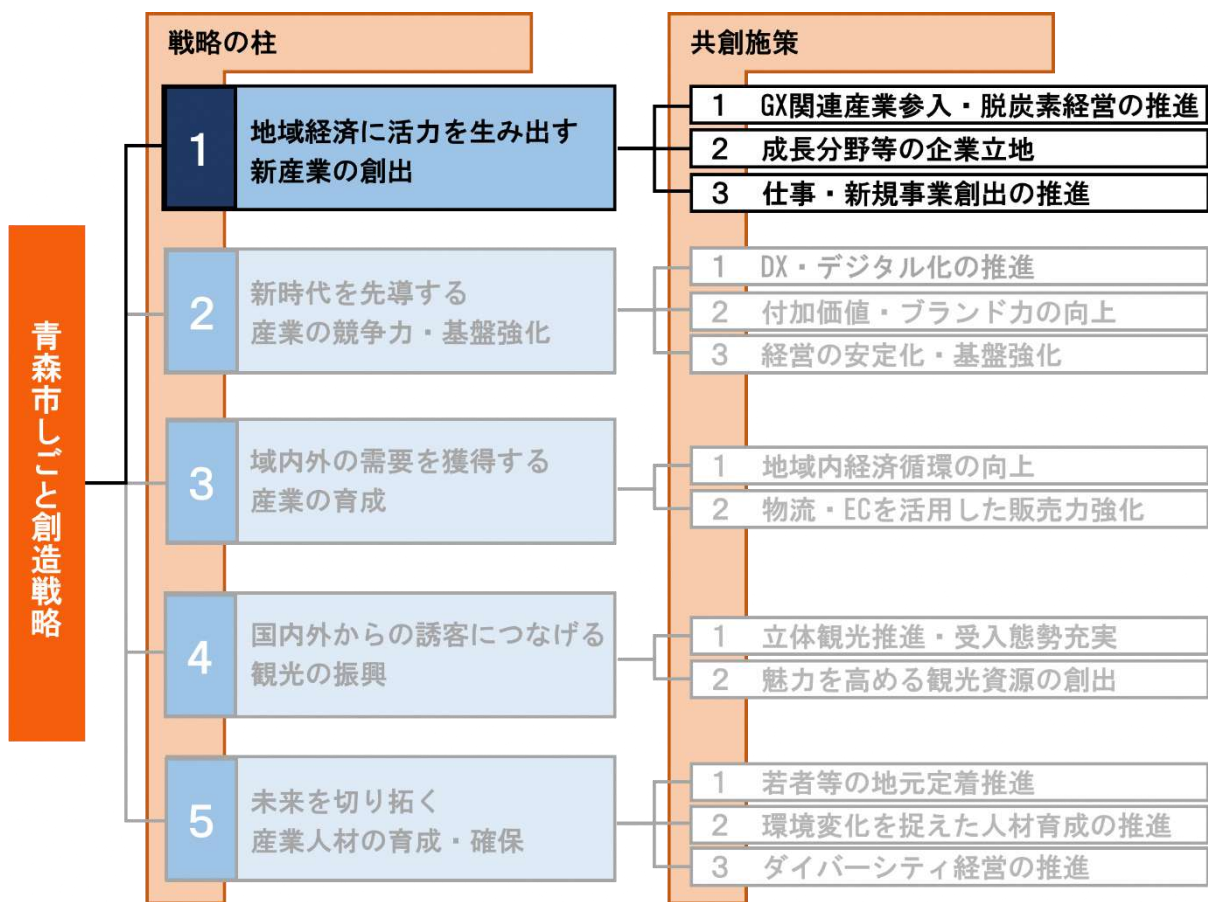 戦略の柱
共創施策
青森市しごと創造戦略
1
地域経済に活力を生み出す
新産業の創出
1 GX関連産業参入・脱炭素経営の推進
2 成長分野等の企業立地
3 仕事・新規事業創出の推進
2
新時代を先導する
産業の競争力・基盤強化
1 DX・デジタル化の推進
2 付加価値・ブランド力の向上
3 経営の安定化・基盤強化
3
域内外の需要を獲得する
産業の育成
1 地域内経済循環の向上
2 物流・ECを活用した販売力強化
4
国内外からの誘客につなげる
観光の振興
1 立体観光推進・受入態勢充実
2 魅力を高める観光資源の創出
5
未来を切り拓く
産業人材の育成・確保
1 若者等の地元定着推進
2 環境変化を捉えた人材育成の推進
3 ダイバーシティ経営の推進